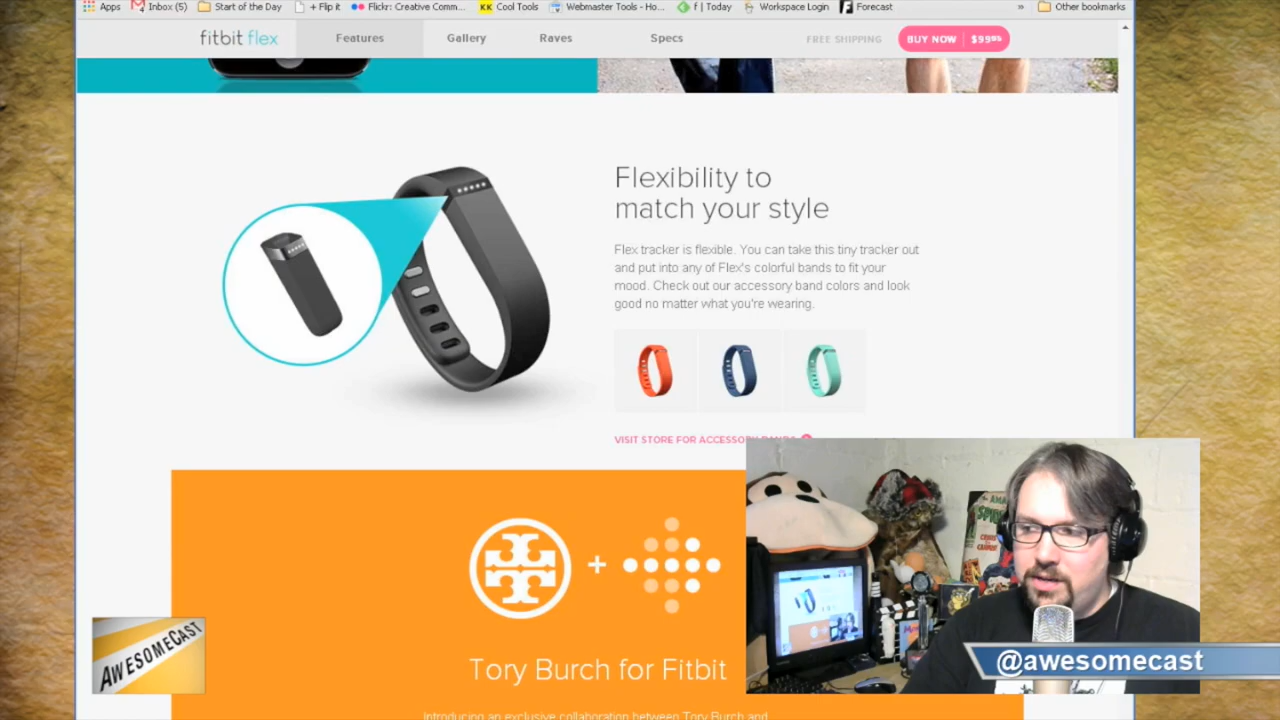 Apps Inbox (5) Start of the Day + Flip it Flickr: Creative Comm... KK Cool Tools Webmaster Tools - Ho... f | Today Workspace Login Forecast » Other bookmarks
fitbit flex Features Gallery Raves Specs FREE SHIPPING BUY NOW $99⁹⁵
Flexibility to
match your style
Flex tracker is flexible. You can take this tiny tracker out
and put into any of Flex's colorful bands to fit your
mood. Check out our accessory band colors and look
good no matter what you're wearing.
VISIT STORE FOR ACCESSORY BANDS
+
Tory Burch for Fitbit
Introducing an exclusive collaboration between Tory Burch and
AWESOMECAST
@awesomecast